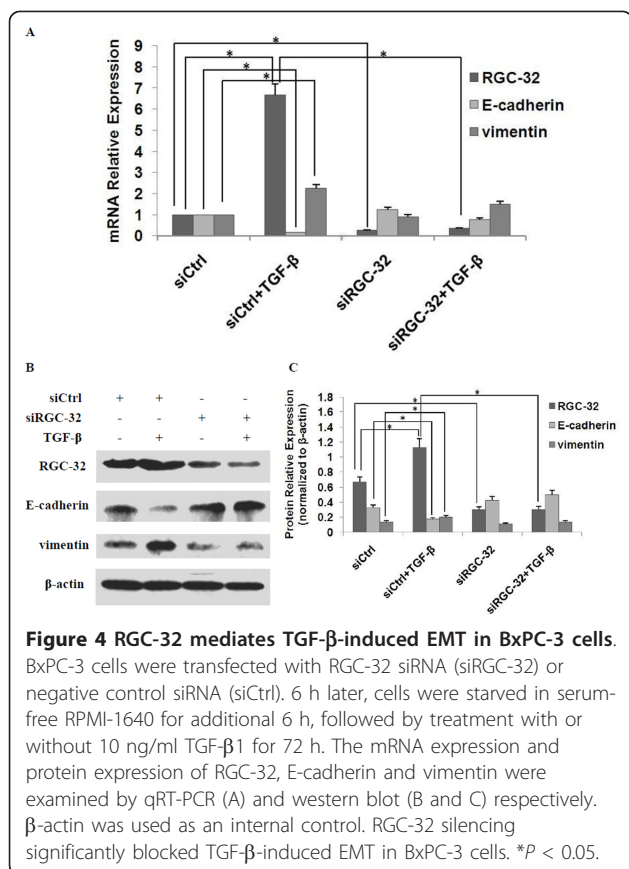 A
mRNA Relative Expression
9
8
7
6
5
4
3
2
1
0
* *
* *
*
RGC-32
E-cadherin
vimentin
siCtrl
siCtrl+TGF-β
siRGC-32
siRGC-32+TGF-β
B
siCtrl + + - -
siRGC-32 - - + +
TGF-β - + - +
RGC-32
E-cadherin
vimentin
β-actin
C
Protein Relative Expression
(normalized to β-actin)
1.8
1.6
1.4
1.2
1
0.8
0.6
0.4
0.2
0
* *
*
*
*
RGC-32
E-cadherin
vimentin
siCtrl
siCtrl+TGF-β
siRGC-32
siRGC-32+TGF-β
Figure 4 RGC-32 mediates TGF-β-induced EMT in BxPC-3 cells.
BxPC-3 cells were transfected with RGC-32 siRNA (siRGC-32) or
negative control siRNA (siCtrl). 6 h later, cells were starved in serum-
free RPMI-1640 for additional 6 h, followed by treatment with or
without 10 ng/ml TGF-β1 for 72 h. The mRNA expression and
protein expression of RGC-32, E-cadherin and vimentin were
examined by qRT-PCR (A) and western blot (B and C) respectively.
β-actin was used as an internal control. RGC-32 silencing
significantly blocked TGF-β-induced EMT in BxPC-3 cells. *P < 0.05.